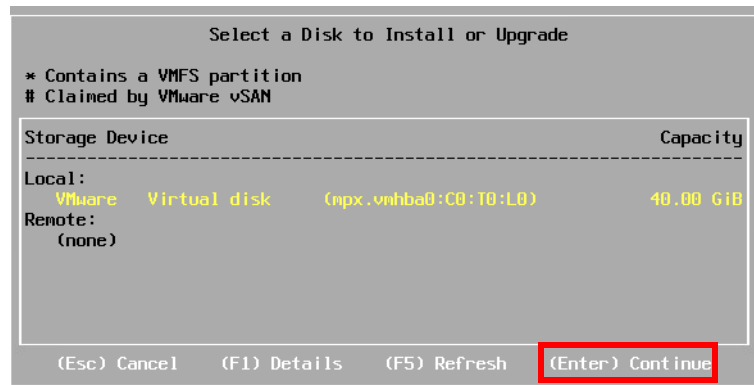 Select a Disk to Install or Upgrade
* Contains a VMFS partition
# Claimed by VMware vSAN
Storage Device Capacity
Local:
VMware Virtual disk (mpx.vmhba0:C0:T0:L0) 40.00 GiB
Remote:
(none)
(Esc) Cancel (F1) Details (F5) Refresh (Enter) Continue